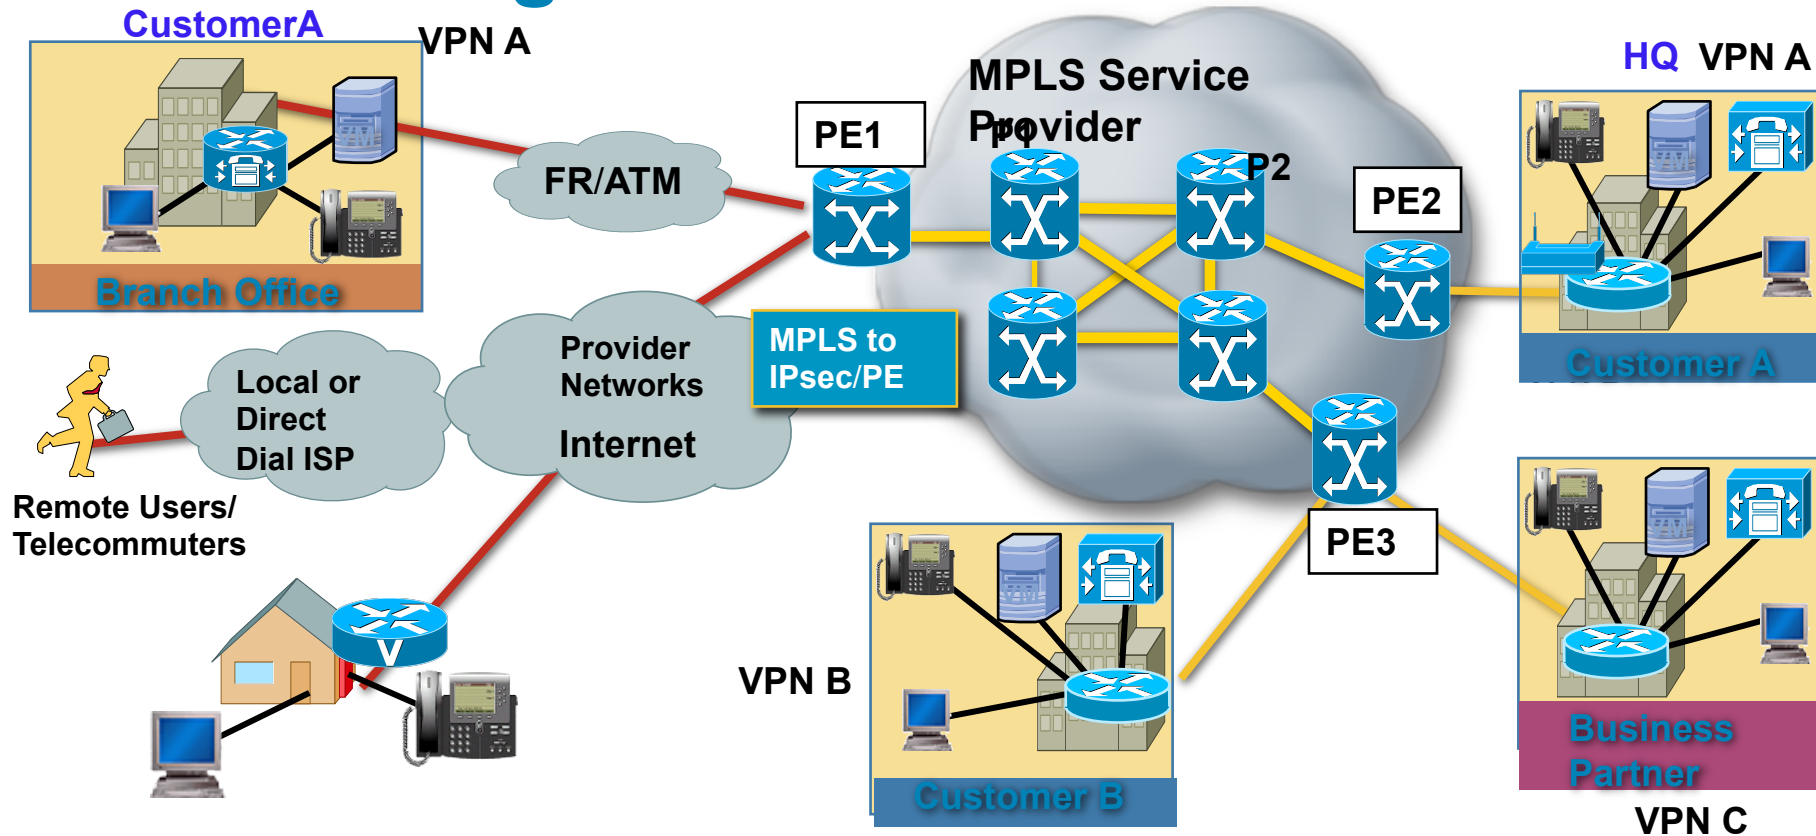 CustomerA
VPN A
HQ VPN A
MPLS Service
Provider
P1
PE1
P2
PE2
FR/ATM
Branch Office
Customer A
Provider
Networks
Internet
MPLS to
IPsec/PE
Local or
Direct
Dial ISP
Remote Users/
Telecommuters
PE3
V
VPN B
Customer B
Business
Partner
VPN C